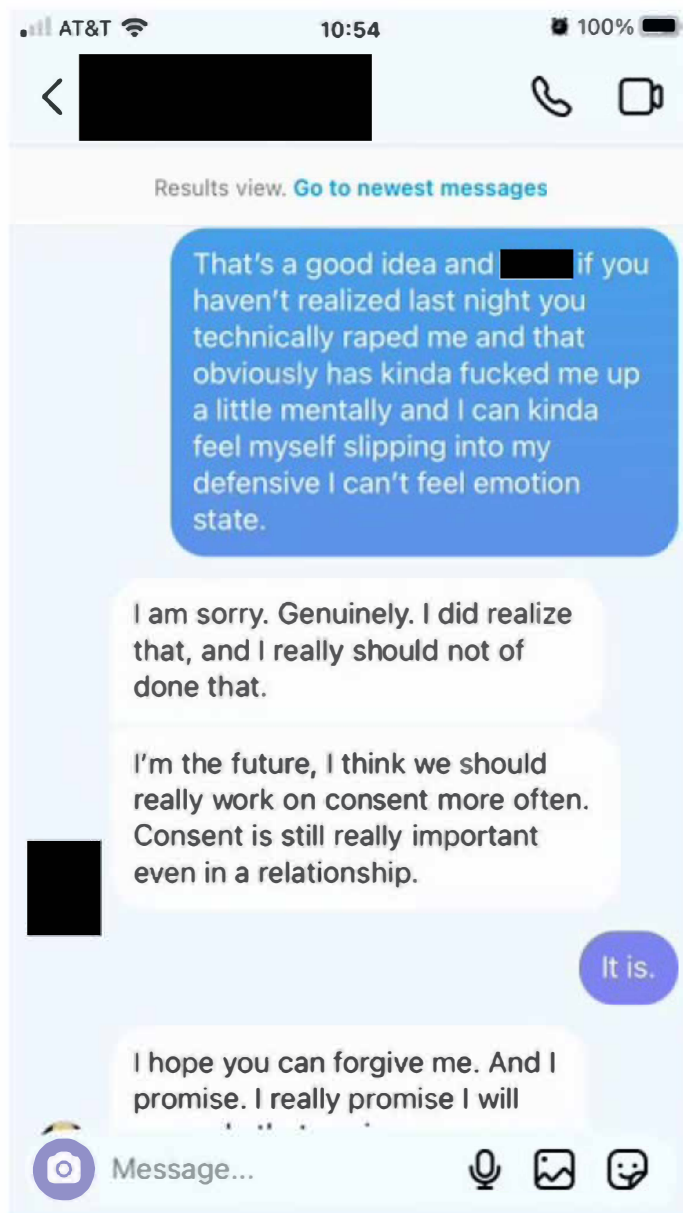 AT&T
10:54
100%
Results view. Go to newest messages
That's a good idea and if you
haven't realized last night you
technically raped me and that
obviously has kinda fucked me up
a little mentally and I can kinda
feel myself slipping into my
defensive I can't feel emotion
state.
I am sorry. Genuinely. I did realize
that, and I really should not of
done that.
I'm the future, I think we should
really work on consent more often.
Consent is still really important
even in a relationship.
It is.
I hope you can forgive me. And I
promise. I really promise I will
Message...